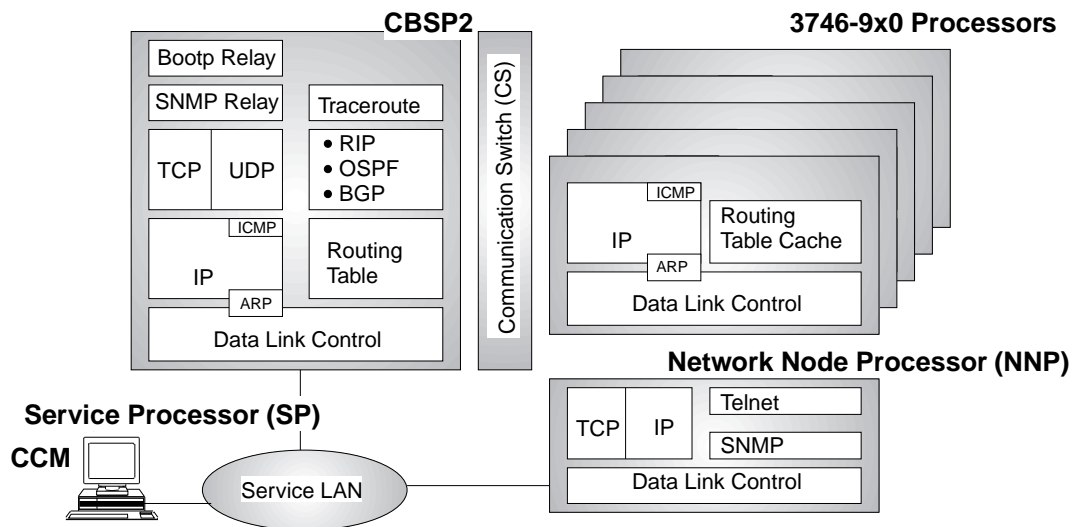 CBSP2
3746-9x0 Processors
Bootp Relay
SNMP Relay
Traceroute
TCP
UDP
• RIP
• OSPF
• BGP
ICMP
IP
Routing
Table
ARP
Data Link Control
Communication Switch (CS)
ICMP
IP
Routing
Table Cache
ARP
Data Link Control
Network Node Processor (NNP)
TCP
IP
Telnet
SNMP
Data Link Control
Service Processor (SP)
CCM
Service LAN